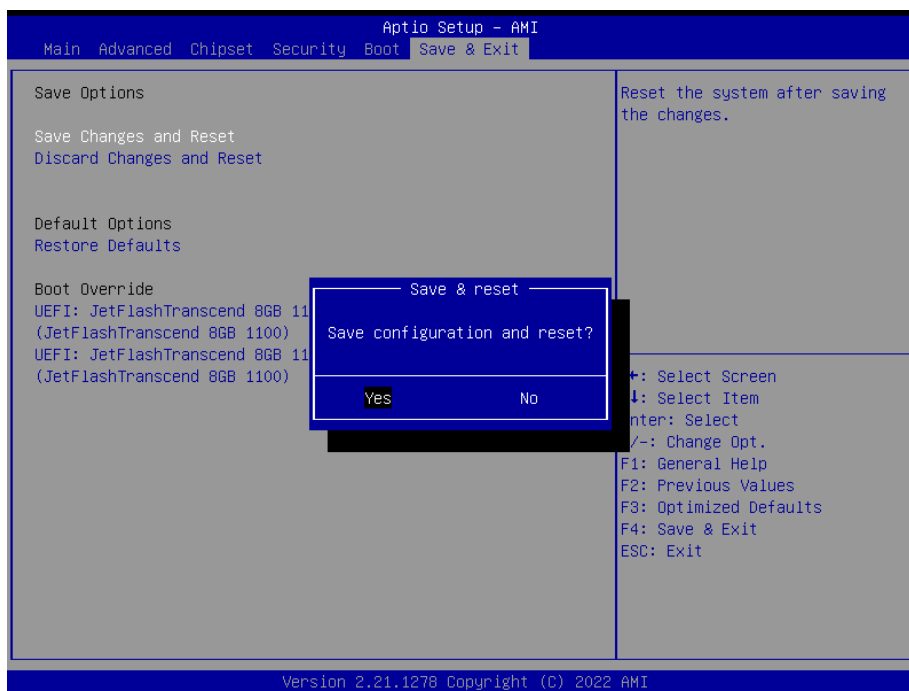 Aptio Setup – AMI
Main Advanced Chipset Security Boot Save & Exit
Save Options
Save Changes and Reset
Discard Changes and Reset
Default Options
Restore Defaults
Boot Override
UEFI: JetFlashTranscend 8GB 11
(JetFlashTranscend 8GB 1100)
UEFI: JetFlashTranscend 8GB 11
(JetFlashTranscend 8GB 1100)
Save & reset
Save configuration and reset?
Yes No
Reset the system after saving
the changes.
: Select Screen
: Select Item
nter: Select
/-: Change Opt.
F1: General Help
F2: Previous Values
F3: Optimized Defaults
F4: Save & Exit
ESC: Exit
Version 2.21.1278 Copyright (C) 2022 AMI